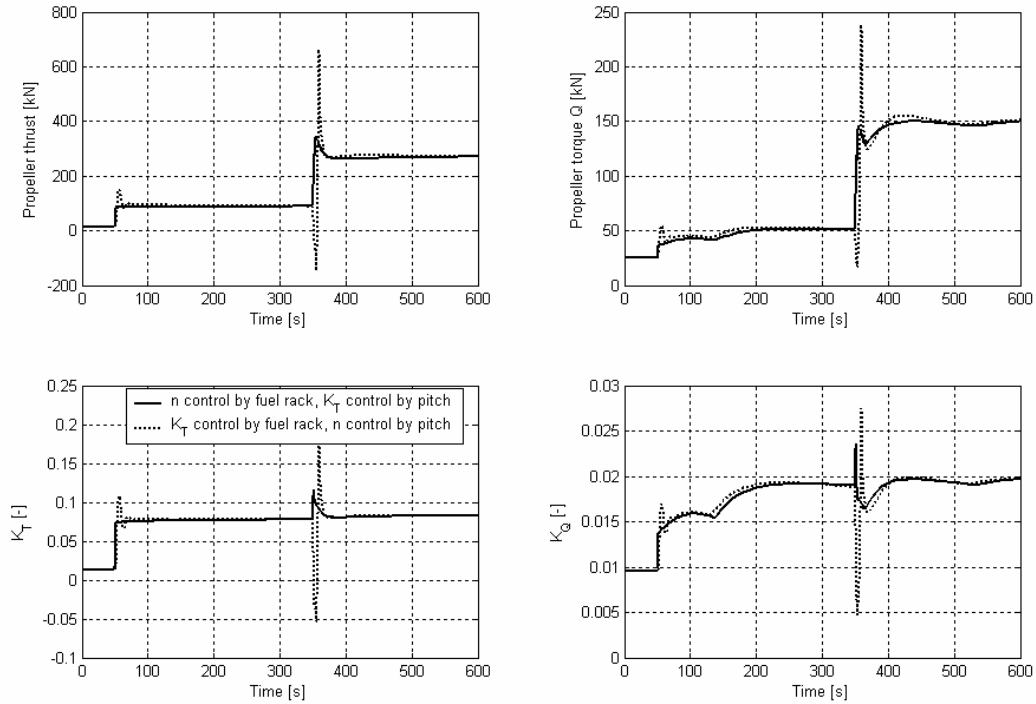 800
600
400
200
0
-200
Propeller thrust [kN]
0 100 200 300 400 500 600
Time [s]
250
200
150
100
50
0
Propeller torque Q [kN]
0 100 200 300 400 500 600
Time [s]
0.25
0.2
0.15
0.1
0.05
0
-0.05
-0.1
K_T [-]
n control by fuel rack, K_T control by pitch
K_T control by fuel rack, n control by pitch
0 100 200 300 400 500 600
Time [s]
0.03
0.025
0.02
0.015
0.01
0.005
0
K_Q [-]
0 100 200 300 400 500 600
Time [s]